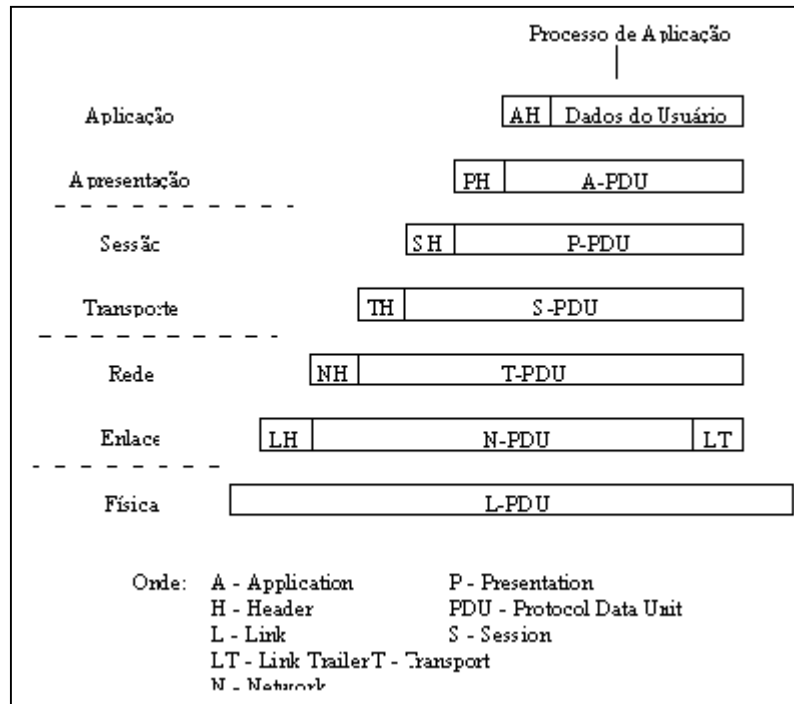 Processo de Aplicação
Aplicação AH Dados do Usuário
Apresentação PH A-PDU
Sessão SH P-PDU
Transporte TH S-PDU
Rede NH T-PDU
Enlace LH N-PDU LT
Física L-PDU
Onde: A - Application P - Presentation
H - Header PDU - Protocol Data Unit
L - Link S - Session
LT - Link Trailer T - Transport
N - Network